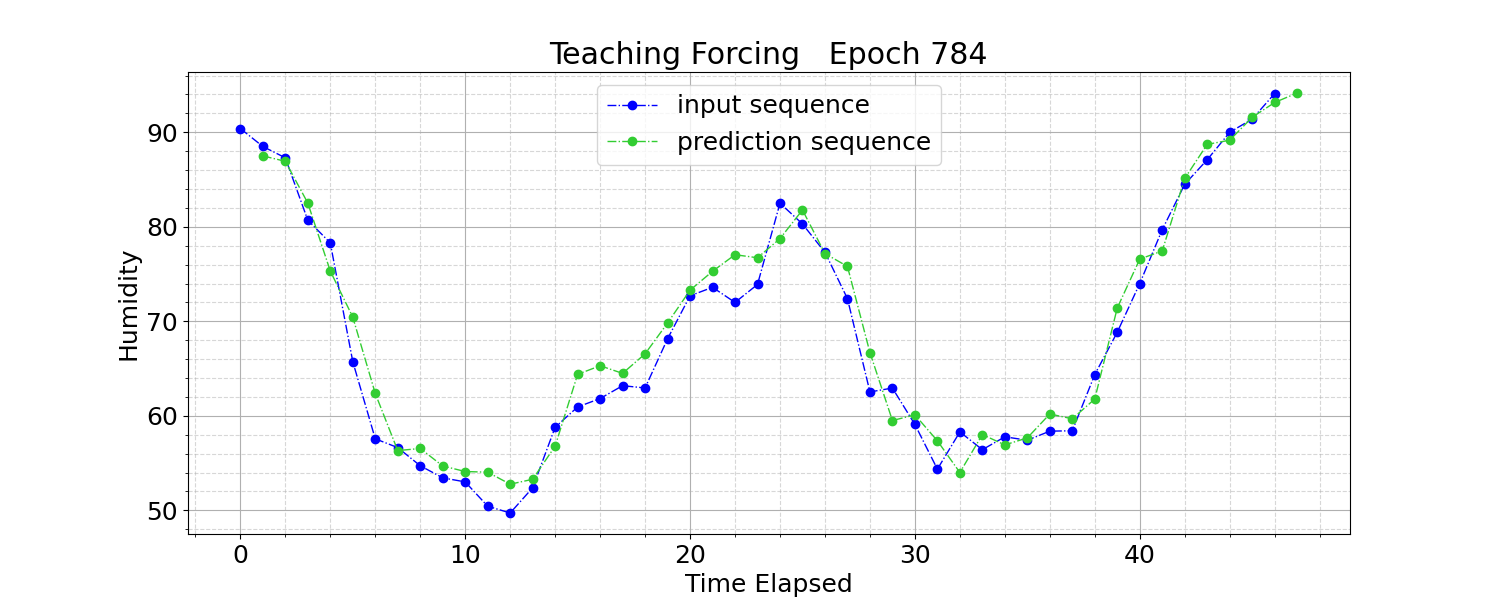 Teaching Forcing   Epoch 784
input sequence
prediction sequence
Humidity
90
80
70
60
50
0 10 20 30 40
Time Elapsed